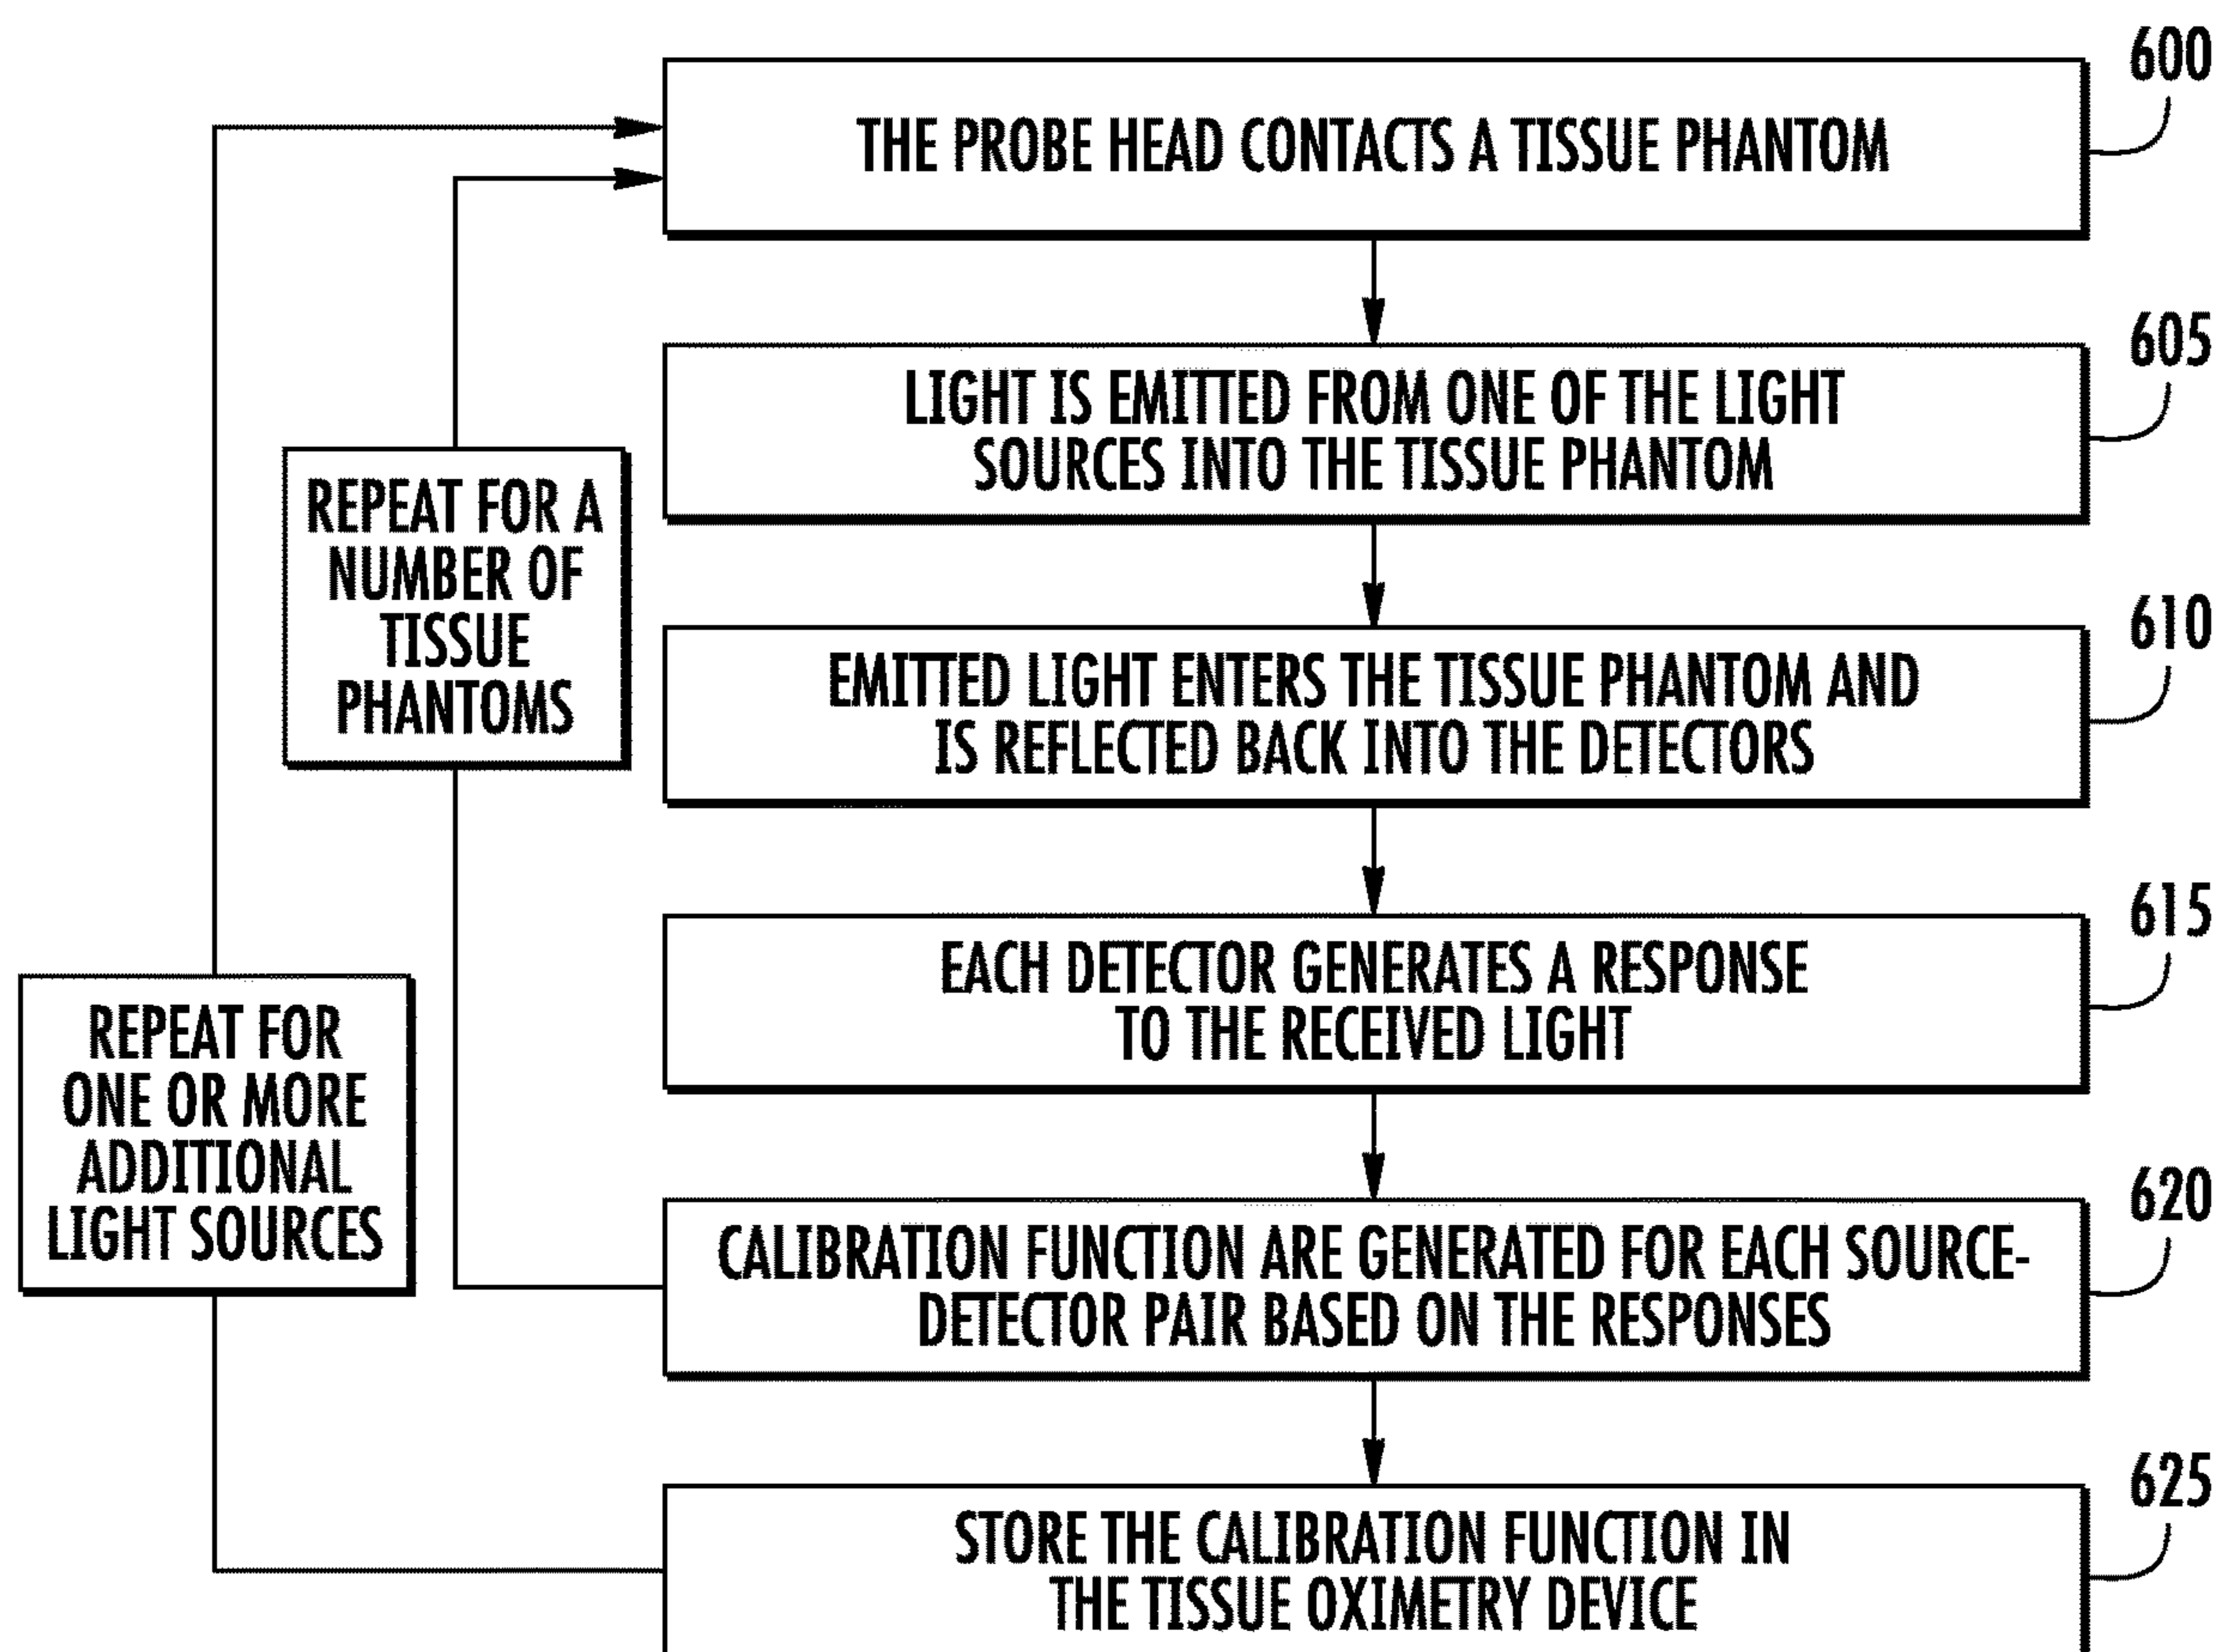 600
THE PROBE HEAD CONTACTS A TISSUE PHANTOM
605
LIGHT IS EMITTED FROM ONE OF THE LIGHT
SOURCES INTO THE TISSUE PHANTOM
REPEAT FOR A
NUMBER OF
TISSUE
PHANTOMS
610
EMITTED LIGHT ENTERS THE TISSUE PHANTOM AND
IS REFLECTED BACK INTO THE DETECTORS
615
EACH DETECTOR GENERATES A RESPONSE
TO THE RECEIVED LIGHT
REPEAT FOR
ONE OR MORE
ADDITIONAL
LIGHT SOURCES
620
CALIBRATION FUNCTION ARE GENERATED FOR EACH SOURCE-
DETECTOR PAIR BASED ON THE RESPONSES
625
STORE THE CALIBRATION FUNCTION IN
THE TISSUE OXIMETRY DEVICE